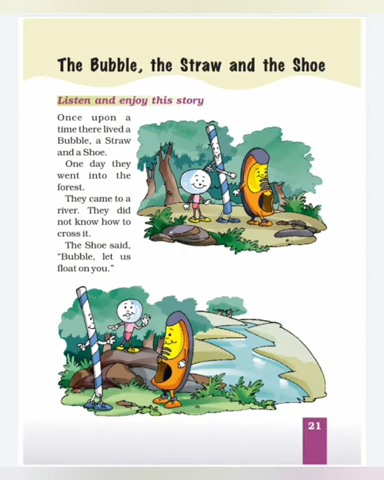 The Bubble, the Straw and the Shoe
Listen and enjoy this story
Once upon a
time there lived a
Bubble, a Straw
and a Shoe.
One day they
went into the
forest.
They came to a
river. They did
not know how to
cross it.
The Shoe said,
"Bubble, let us
float on you."
21